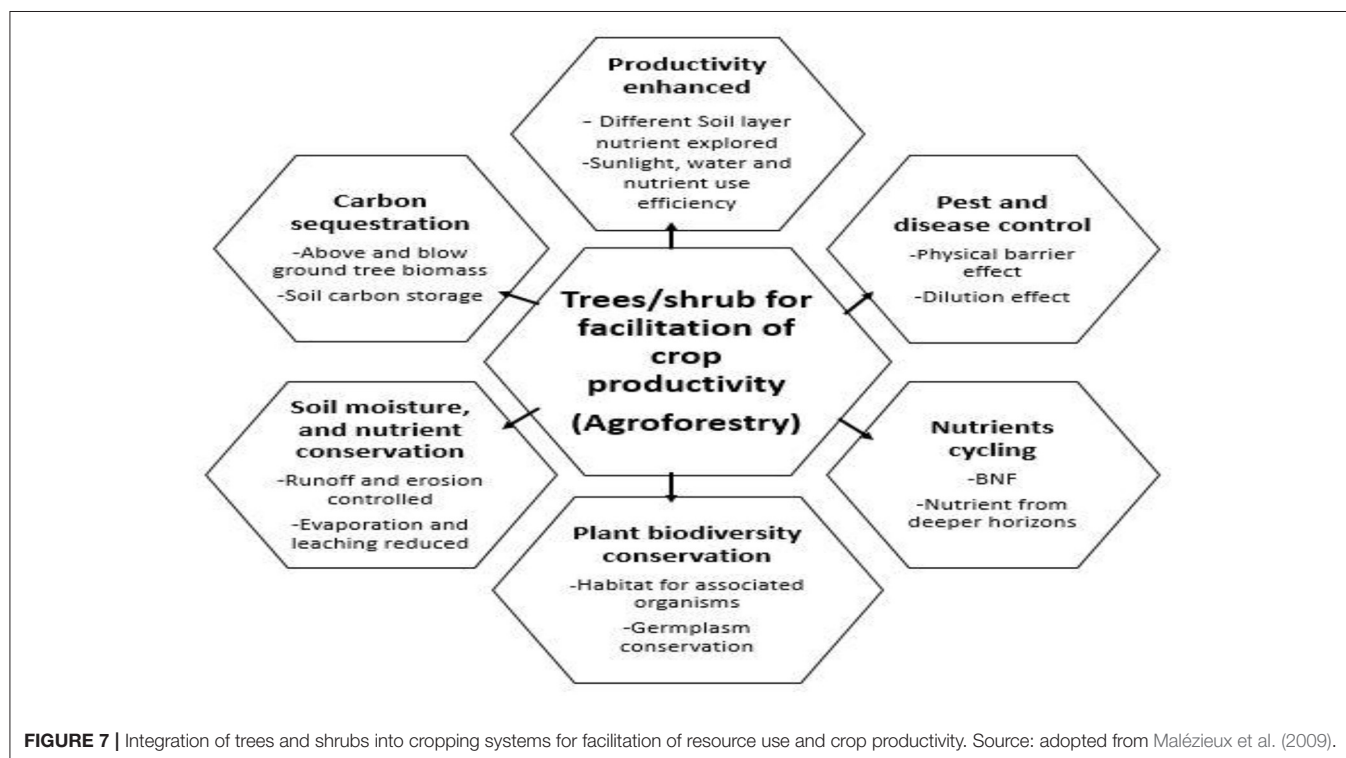 Productivity
enhanced
- Different Soil layer
nutrient explored
-Sunlight, water and
nutrient use
efficiency
Carbon
sequestration
-Above and blow
ground tree biomass
-Soil carbon storage
Pest and
disease control
-Physical barrier
effect
-Dilution effect
Trees/shrub for
facilitation of
crop
productivity
(Agroforestry)
Soil moisture,
and nutrient
conservation
-Runoff and erosion
controlled
-Evaporation and
leaching reduced
Nutrients
cycling
-BNF
-Nutrient from
deeper horizons
Plant biodiversity
conservation
-Habitat for associated
organisms
-Germplasm
conservation
FIGURE 7 | Integration of trees and shrubs into cropping systems for facilitation of resource use and crop productivity. Source: adopted from Malézieux et al. (2009).